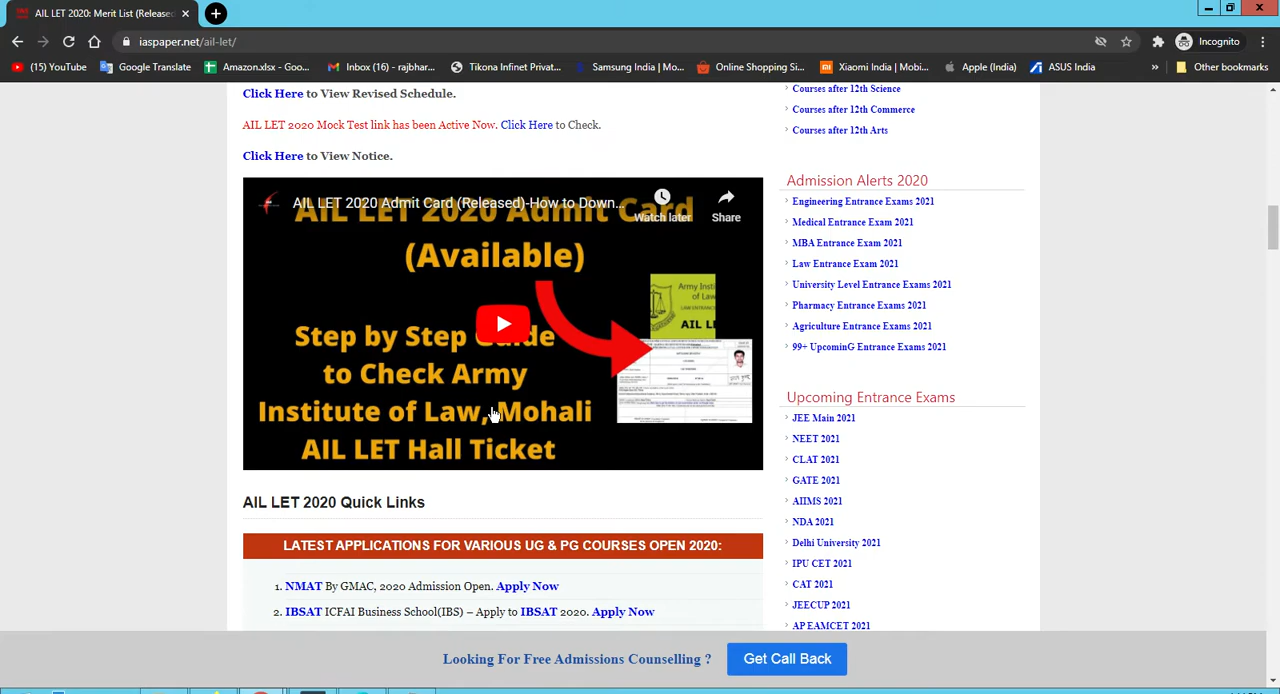 AIL LET 2020: Merit List (Release
iaspaper.net/ail-let/
Incognito
(15) YouTube
Google Translate
Amazon.xlsx - Goo...
Inbox (16) - rajbhar...
Tikona Infinet Privat...
Samsung India | Mo...
Online Shopping Si...
Xiaomi India | Mobi...
Apple (India)
ASUS India
»
Other bookmarks
Click Here to View Revised Schedule.
AIL LET 2020 Mock Test link has been Active Now. Click Here to Check.
Click Here to View Notice.
AIL LET 2020 Admit Card (Released)-How to Down...
Watch later
Share
AIL LET 2020 Admit Card
(Available)
Step by Step Guide
to Check Army
Institute of Law,Mohali
AIL LET Hall Ticket
Army Insti
of Law
AIL L
AIL LET 2020 Quick Links
LATEST APPLICATIONS FOR VARIOUS UG & PG COURSES OPEN 2020:
1. NMAT By GMAC, 2020 Admission Open. Apply Now
2. IBSAT ICFAI Business School(IBS) – Apply to IBSAT 2020. Apply Now
Courses after 12th Science
Courses after 12th Commerce
Courses after 12th Arts
Admission Alerts 2020
Engineering Entrance Exams 2021
Medical Entrance Exam 2021
MBA Entrance Exam 2021
Law Entrance Exam 2021
University Level Entrance Exams 2021
Pharmacy Entrance Exams 2021
Agriculture Entrance Exams 2021
99+ UpcominG Entrance Exams 2021
Upcoming Entrance Exams
JEE Main 2021
NEET 2021
CLAT 2021
GATE 2021
AIIMS 2021
NDA 2021
Delhi University 2021
IPU CET 2021
CAT 2021
JEECUP 2021
AP EAMCET 2021
Looking For Free Admissions Counselling ?
Get Call Back